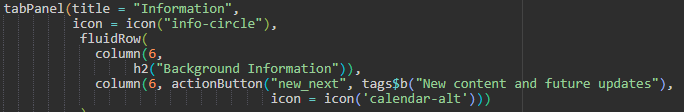 tabPanel(title = "Information",
icon = icon("info-circle"),
fluidRow(
column(6,
h2("Background Information")),
column(6, actionButton("new_next", tags$b("New content and future updates"),
icon = icon('calendar-alt')))
)